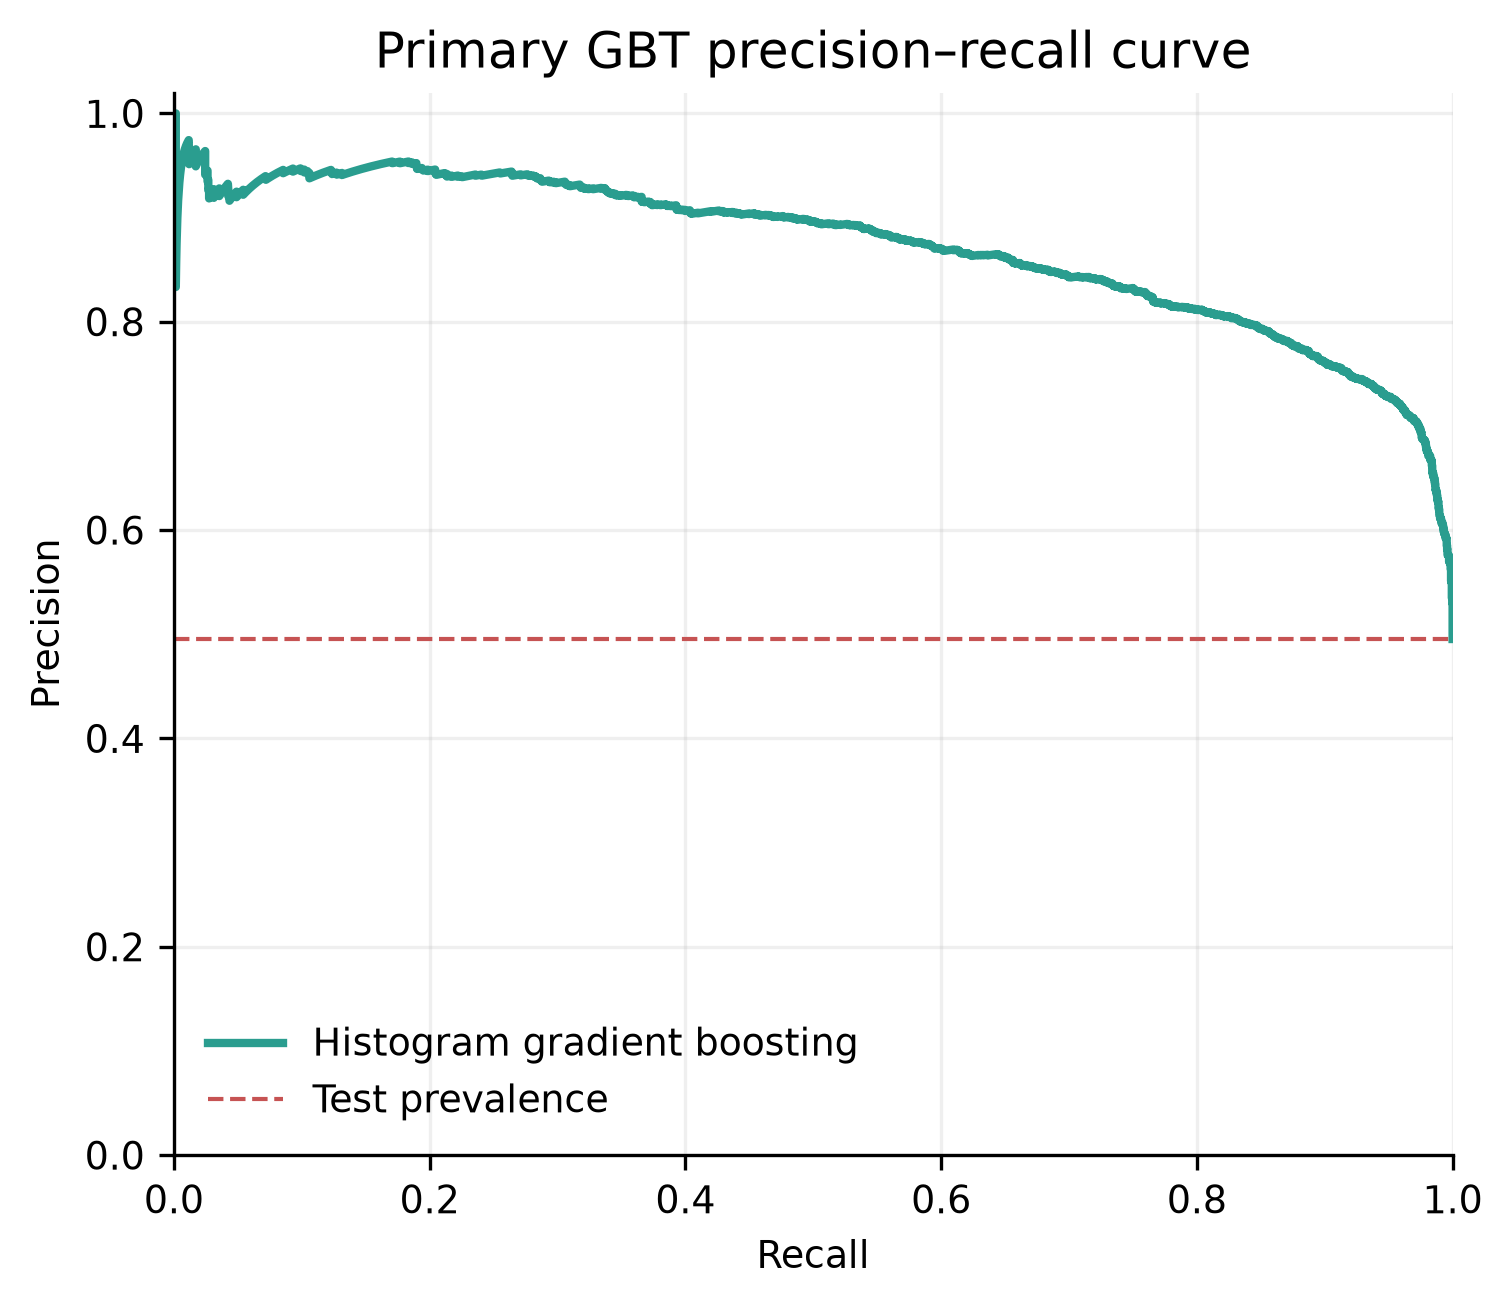 Primary GBT precision–recall curve
1.0
0.8
0.6
0.4
0.2
0.0
Precision
Histogram gradient boosting
Test prevalence
0.0 0.2 0.4 0.6 0.8 1.0
Recall